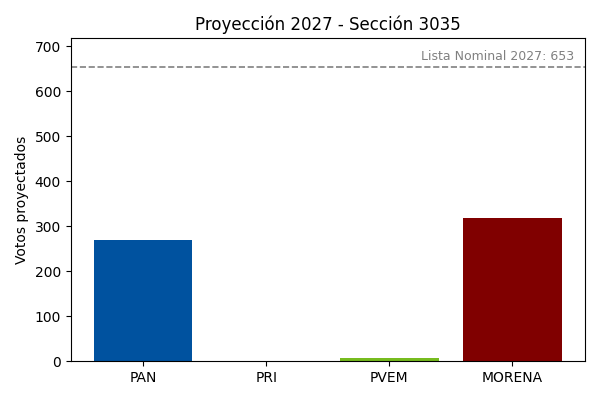 Proyección 2027 - Sección 3035
Lista Nominal 2027: 653
Votos proyectados
700
600
500
400
300
200
100
0
PAN
PRI
PVEM
MORENA